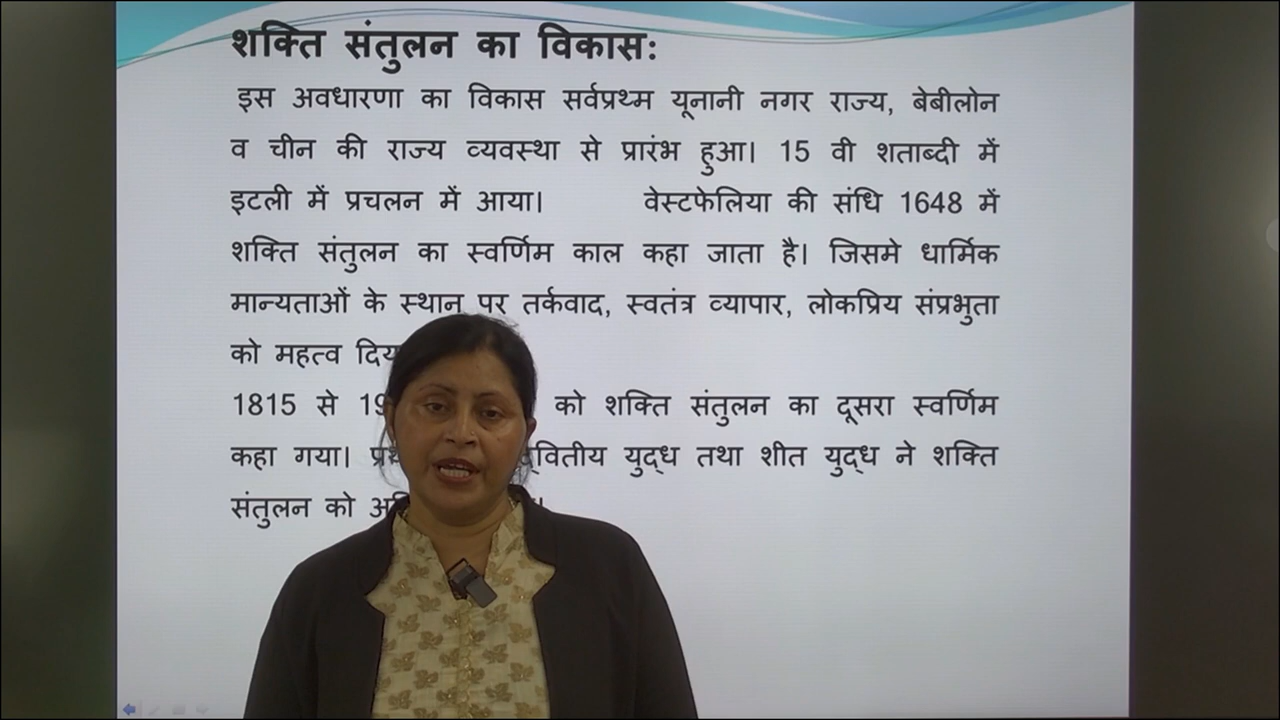 शक्ति संतुलन का विकासः
इस अवधारणा का विकास सर्वप्रथ्म यूनानी नगर राज्य, बेबीलोन
व चीन की राज्य व्यवस्था से प्रारंभ हुआ। 15 वी शताब्दी में
इटली में प्रचलन में आया। वेस्टफेलिया की संधि 1648 में
शक्ति संतुलन का स्वर्णिम काल कहा जाता है। जिसमे धार्मिक
मान्यताओं के स्थान पर तर्कवाद, स्वतंत्र व्यापार, लोकप्रिय संप्रभुता
को महत्व
1815 से को शक्ति संतुलन का दूसरा स्वर्णिम
कहा गया। युद्ध तथा शीत युद्ध ने शक्ति
संतुलन को